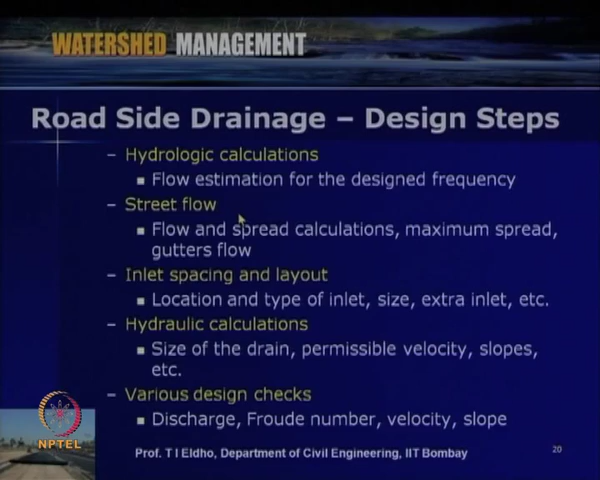 WATERSHED MANAGEMENT
Road Side Drainage – Design Steps
– Hydrologic calculations
▪ Flow estimation for the designed frequency
– Street flow
▪ Flow and spread calculations, maximum spread,
gutters flow
– Inlet spacing and layout
▪ Location and type of inlet, size, extra inlet, etc.
– Hydraulic calculations
▪ Size of the drain, permissible velocity, slopes,
etc.
– Various design checks
▪ Discharge, Froude number, velocity, slope
NPTEL
Prof. T I Eldho, Department of Civil Engineering, IIT Bombay
20